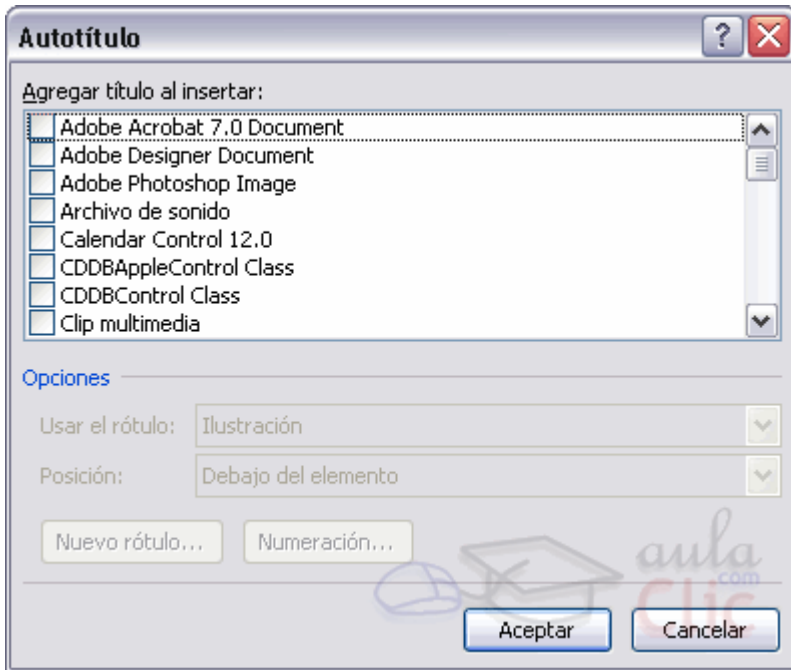 Autotítulo
Agregar título al insertar:
Adobe Acrobat 7.0 Document
Adobe Designer Document
Adobe Photoshop Image
Archivo de sonido
Calendar Control 12.0
CDDBAppleControl Class
CDDBControl Class
Clip multimedia
Opciones
Usar el rótulo: Ilustración
Posición: Debajo del elemento
Nuevo rótulo... Numeración...
aula
.com
Clic
Aceptar Cancelar